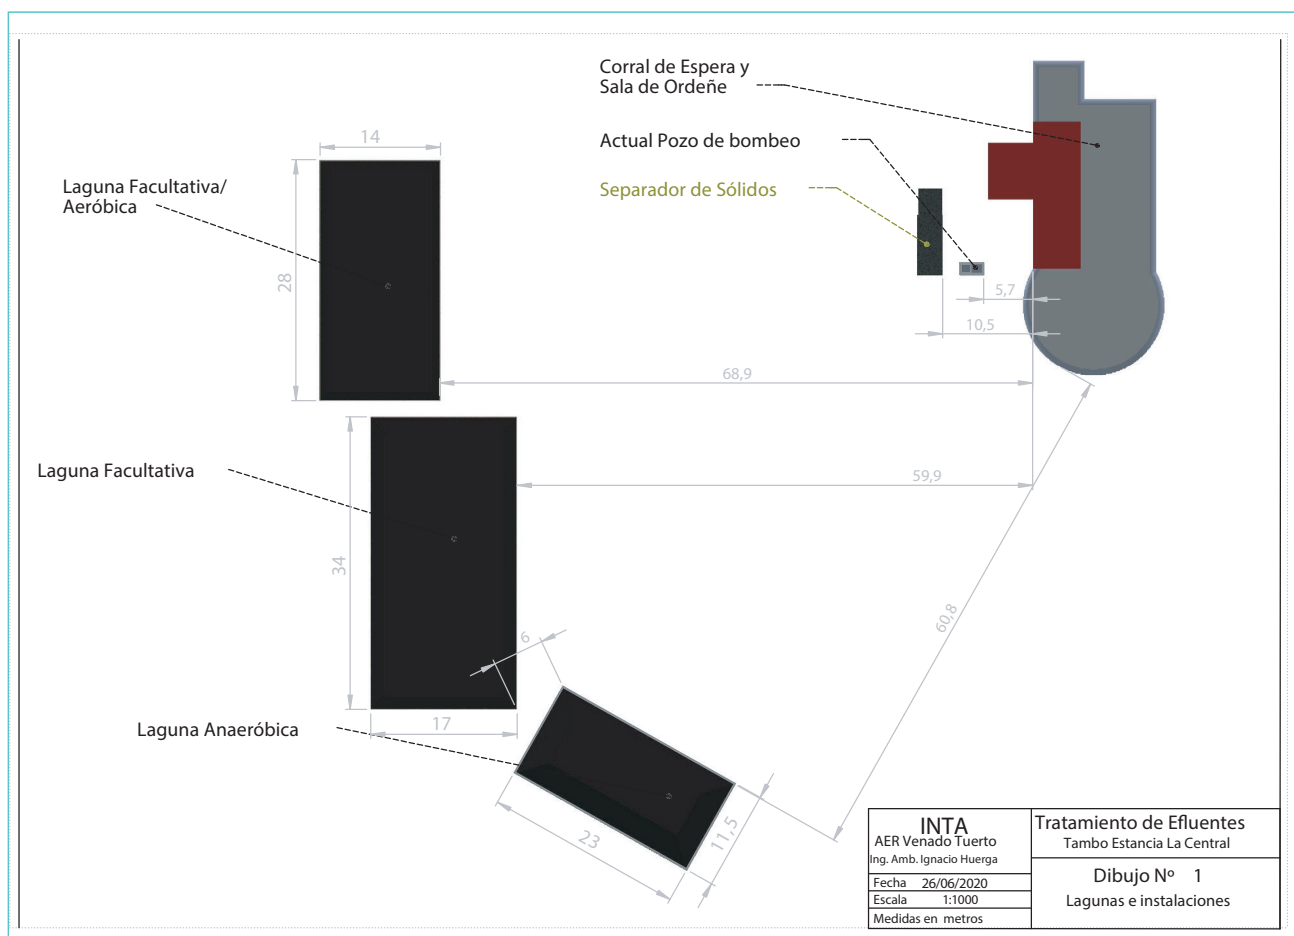 Corral de Espera y
Sala de Ordeñe
Actual Pozo de bombeo
Separador de Sólidos
14
Laguna Facultativa/
Aeróbica
28
5,7
10,5
68,9
Laguna Facultativa
59,9
34
60,8
6
17
Laguna Anaeróbica
23
11,5
INTA
AER Venado Tuerto
Ing. Amb. Ignacio Huerga
Fecha 26/06/2020
Escala 1:1000
Medidas en metros
Tratamiento de Efluentes
Tambo Estancia La Central
Dibujo Nº 1
Lagunas e instalaciones